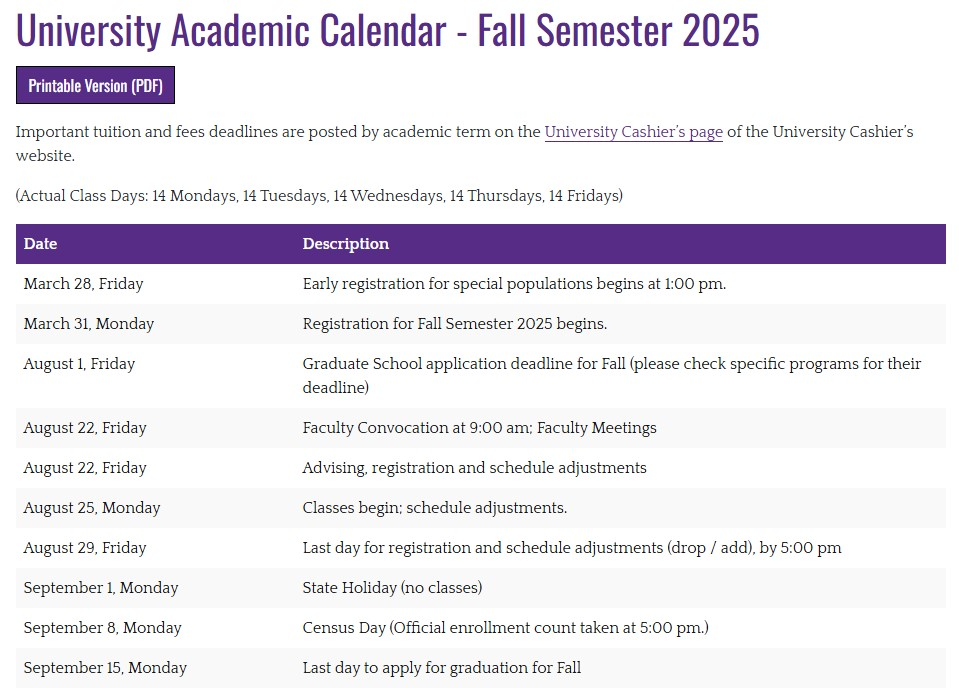 University Academic Calendar - Fall Semester 2025
Printable Version (PDF)
Important tuition and fees deadlines are posted by academic term on the University Cashier's page of the University Cashier's
website.
(Actual Class Days: 14 Mondays, 14 Tuesdays, 14 Wednesdays, 14 Thursdays, 14 Fridays)
Date Description
March 28, Friday Early registration for special populations begins at 1:00 pm.
March 31, Monday Registration for Fall Semester 2025 begins.
August 1, Friday Graduate School application deadline for Fall (please check specific programs for their
deadline)
August 22, Friday Faculty Convocation at 9:00 am; Faculty Meetings
August 22, Friday Advising, registration and schedule adjustments
August 25, Monday Classes begin; schedule adjustments.
August 29, Friday Last day for registration and schedule adjustments (drop / add), by 5:00 pm
September 1, Monday State Holiday (no classes)
September 8, Monday Census Day (Official enrollment count taken at 5:00 pm.)
September 15, Monday Last day to apply for graduation for Fall